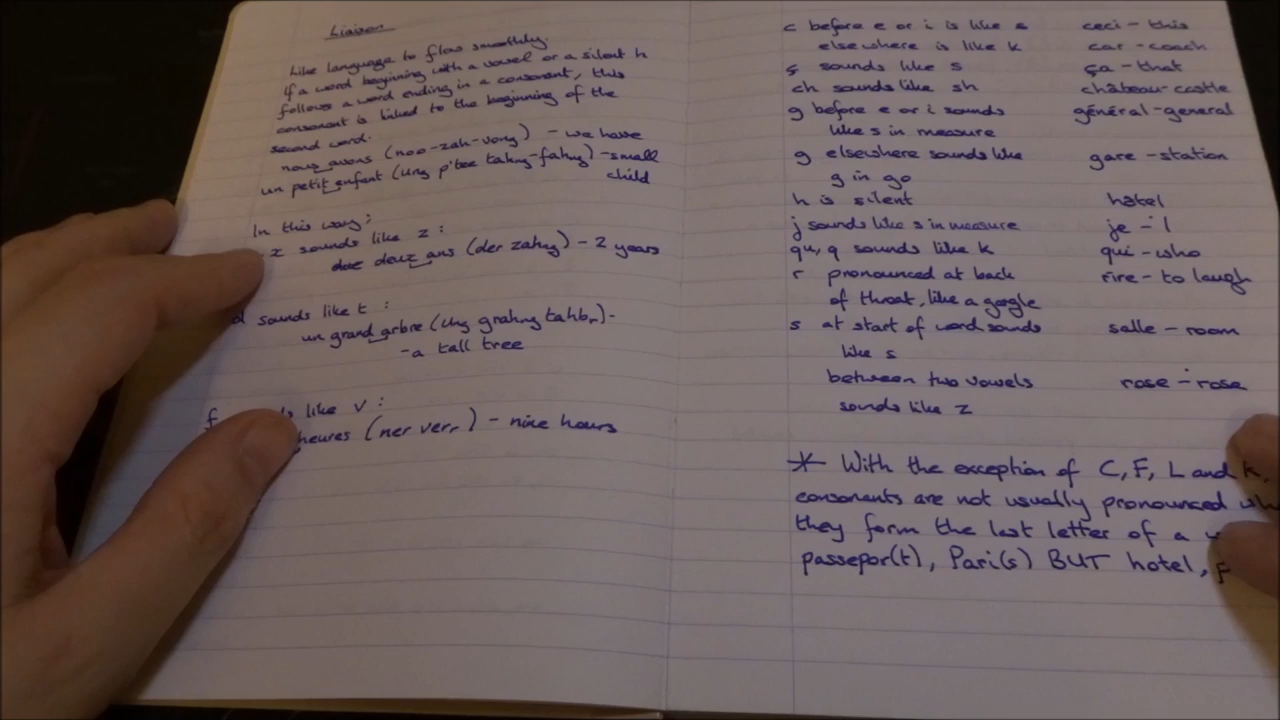 Liaison
Like language to flow smoothly.
If a word beginning with a vowel or a silent h
follows a word ending in a consonant, this
consonant is linked to the beginning of the
second word.
nous avons (noo-zah-vong) - we have
un petit enfant (ung p'tee tahng-fahng) - small
child
In this way:
x sounds like z:
deux ans (der zahng) - 2 years
d sounds like t :
un grand arbre (ung grahng tahbr) -
- a tall tree
f like v :
heures (ner verr) - nine hours
c before e or i is like s ceci - this
elsewhere is like k car - coach
ç sounds like s ça - that
ch sounds like sh château - castle
g before e or i sounds général - general
like s in measure
g elsewhere sounds like gare - station
g in go
h is silent hotel
j sounds like s in measure je - I
qu, q sounds like k qui - who
r pronounced at back rire - to laugh
of throat, like a gargle
s at start of word sounds salle - room
like s
between two vowels rose - rose
sounds like z
* With the exception of C, F, L and K,
consonants are not usually pronounced
they form the last letter of a
passepor(t), Pari(s) BUT hotel,